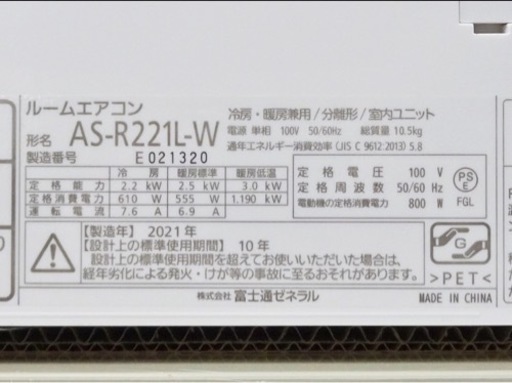 ルームエアコン
形名 AS-R221L-W
製造番号 E 021320
冷房・暖房兼用/分離形/室内ユニット
電源 単相 100V 50/60Hz 総質量 10.5kg
通年エネルギー消費効率(JIS C 9612:2013) 5.8
冷房 暖房標準 暖房低温
定格能力 2.2 kW 2.5 kW 3.0 kW
定格消費電力 610 W 555 W 1.190 kW
運転電流 7.6 A 6.9 A
定格電圧 100 V
定格周波数 50/60 Hz
電動機の定格消費電力 800 W
PS
E
FGL
【製造年】2021年
【設計上の標準使用期間】10年
設計上の標準使用期間を超えてお使いいただいた場合は、
経年劣化による発火・けが等の事故に至るおそれがあります。
G
>PET<
株式会社 富士通ゼネラル
MADE IN CHINA